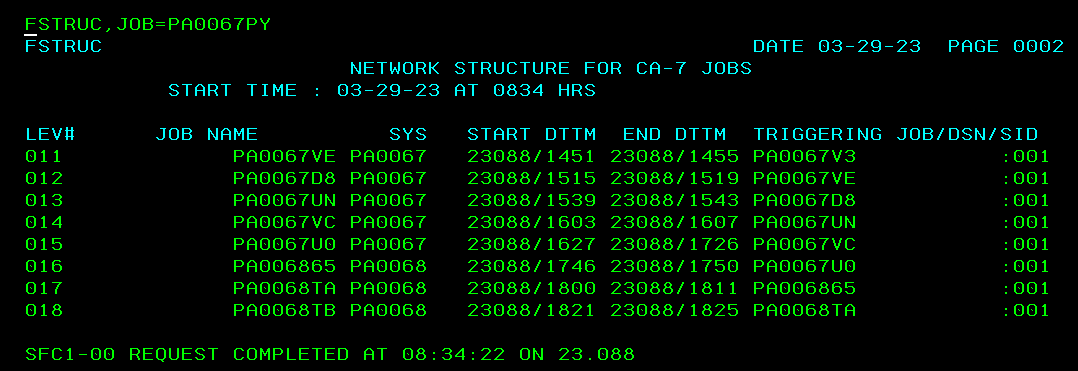 FSTRUC,JOB=PA0067PY
FSTRUC DATE 03-29-23 PAGE 0002
NETWORK STRUCTURE FOR CA-7 JOBS
START TIME : 03-29-23 AT 0834 HRS
LEV# JOB NAME SYS START DTTM END DTTM TRIGGERING JOB/DSN/SID
011 PA0067VE PA0067 23088/1451 23088/1455 PA0067V3 :001
012 PA0067D8 PA0067 23088/1515 23088/1519 PA0067VE :001
013 PA0067UN PA0067 23088/1539 23088/1543 PA0067D8 :001
014 PA0067VC PA0067 23088/1603 23088/1607 PA0067UN :001
015 PA0067U0 PA0067 23088/1627 23088/1726 PA0067VC :001
016 PA006865 PA0068 23088/1746 23088/1750 PA0067U0 :001
017 PA0068TA PA0068 23088/1800 23088/1811 PA006865 :001
018 PA0068TB PA0068 23088/1821 23088/1825 PA0068TA :001
SFC1-00 REQUEST COMPLETED AT 08:34:22 ON 23.088